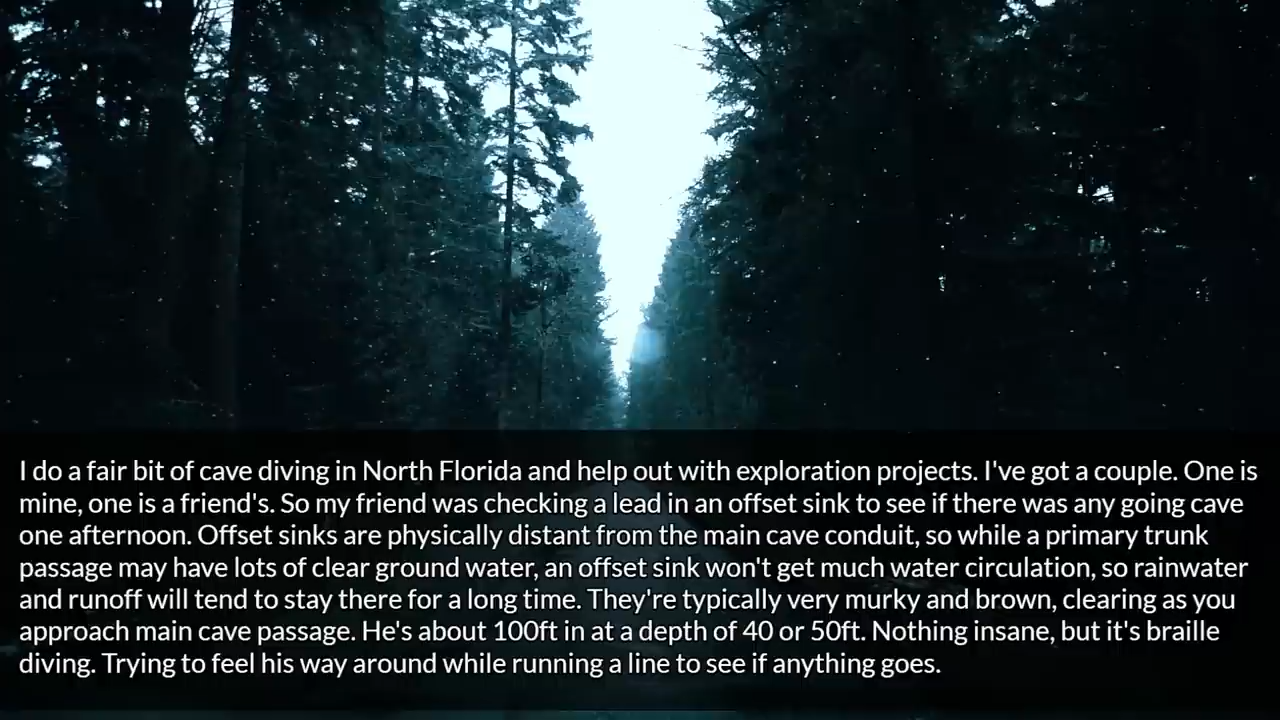 I do a fair bit of cave diving in North Florida and help out with exploration projects. I've got a couple. One is
mine, one is a friend's. So my friend was checking a lead in an offset sink to see if there was any going cave
one afternoon. Offset sinks are physically distant from the main cave conduit, so while a primary trunk
passage may have lots of clear ground water, an offset sink won't get much water circulation, so rainwater
and runoff will tend to stay there for a long time. They're typically very murky and brown, clearing as you
approach main cave passage. He's about 100ft in at a depth of 40 or 50ft. Nothing insane, but it's braille
diving. Trying to feel his way around while running a line to see if anything goes.